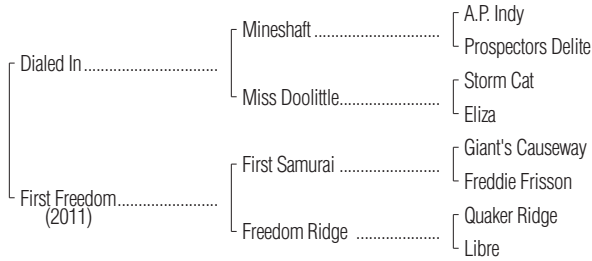 A.P. Indy
Mineshaft ..............................
Prospectors Delite
Dialed In ................................
Storm Cat
Miss Doolittle........................
Eliza
Giant's Causeway
First Samurai ........................
Freddie Frisson
First Freedom........................
(2011)
Quaker Ridge
Freedom Ridge ....................
Libre